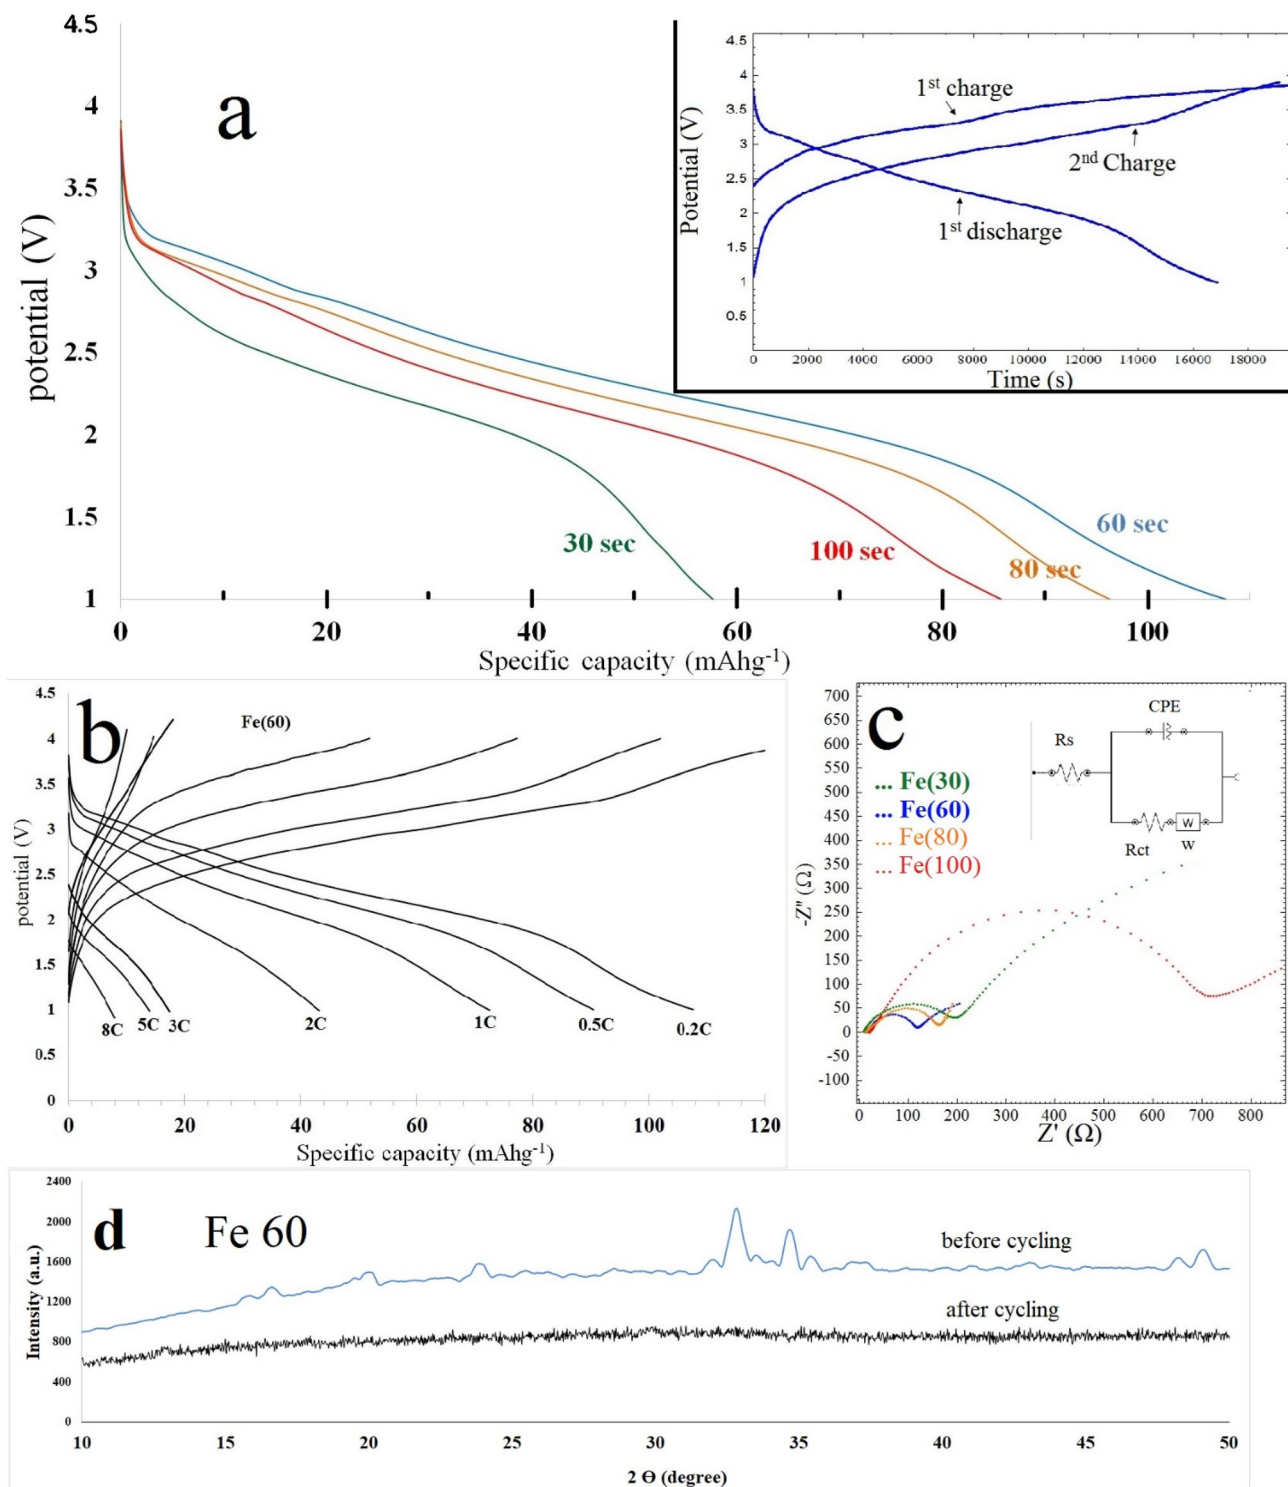 a
4.5
4
3.5
3
2.5
2
1.5
1
potential (V)
0
20
40
60
80
100
Specific capacity (mAhg⁻¹)
30 sec
100 sec
80 sec
60 sec
4.5
4
3.5
3
2.5
2
1.5
1
0.5
Potential (V)
1st charge
2nd Charge
1st discharge
0
2000
4000
6000
8000
10000
12000
14000
16000
18000
Time (s)
b
Fe(60)
4.5
4
3.5
3
2.5
2
1.5
1
0.5
0
potential (V)
8C
5C
3C
2C
1C
0.5C
0.2C
0
20
40
60
80
100
120
Specific capacity (mAhg⁻¹)
c
700
650
600
550
500
450
400
350
300
250
200
150
100
50
0
-50
-100
-Z" (Ω)
... Fe(30)
... Fe(60)
... Fe(80)
... Fe(100)
CPE
Rs
Rct
W
W
0
100
200
300
400
500
600
700
800
Z' (Ω)
d
Fe 60
2400
2000
1600
1200
800
400
0
Intensity (a.u.)
before cycling
after cycling
10
15
20
25
30
35
40
45
50
2 ϴ (degree)